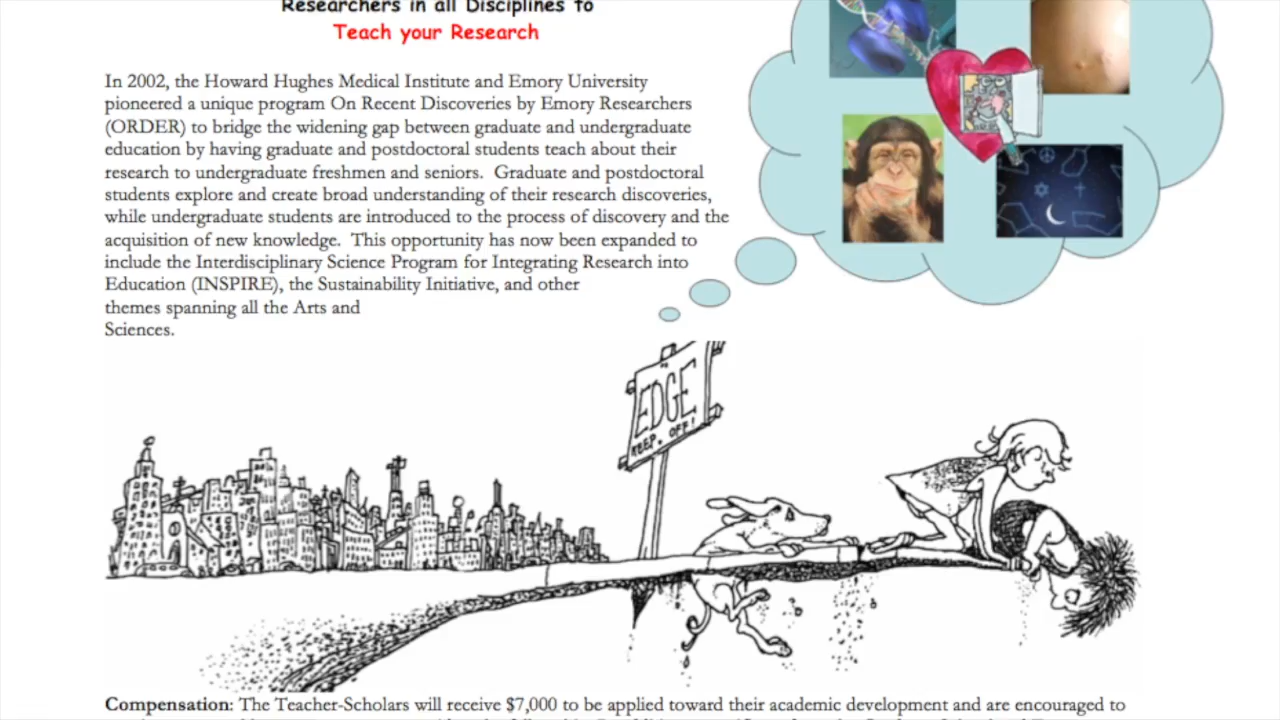 Researchers in all Disciplines to
Teach your Research
In 2002, the Howard Hughes Medical Institute and Emory University
pioneered a unique program On Recent Discoveries by Emory Researchers
(ORDER) to bridge the widening gap between graduate and undergraduate
education by having graduate and postdoctoral students teach about their
research to undergraduate freshmen and seniors.  Graduate and postdoctoral
students explore and create broad understanding of their research discoveries,
while undergraduate students are introduced to the process of discovery and the
acquisition of new knowledge.  This opportunity has now been expanded to
include the Interdisciplinary Science Program for Integrating Research into
Education (INSPIRE), the Sustainability Initiative, and other
themes spanning all the Arts and
Sciences.
EDGE
KEEP. OFF!
Compensation: The Teacher-Scholars will receive $7,000 to be applied toward their academic development and are encouraged to